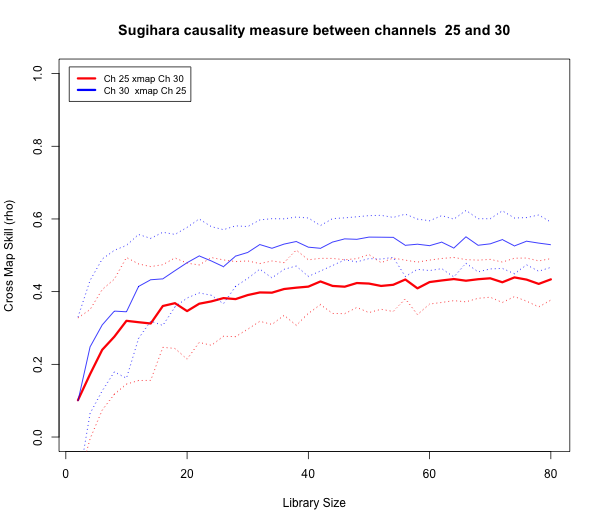 Sugihara causality measure between channels  25 and 30
Ch 25 xmap Ch 30
Ch 30  xmap Ch 25
Cross Map Skill (rho)
1.0
0.8
0.6
0.4
0.2
0.0
0 20 40 60 80
Library Size